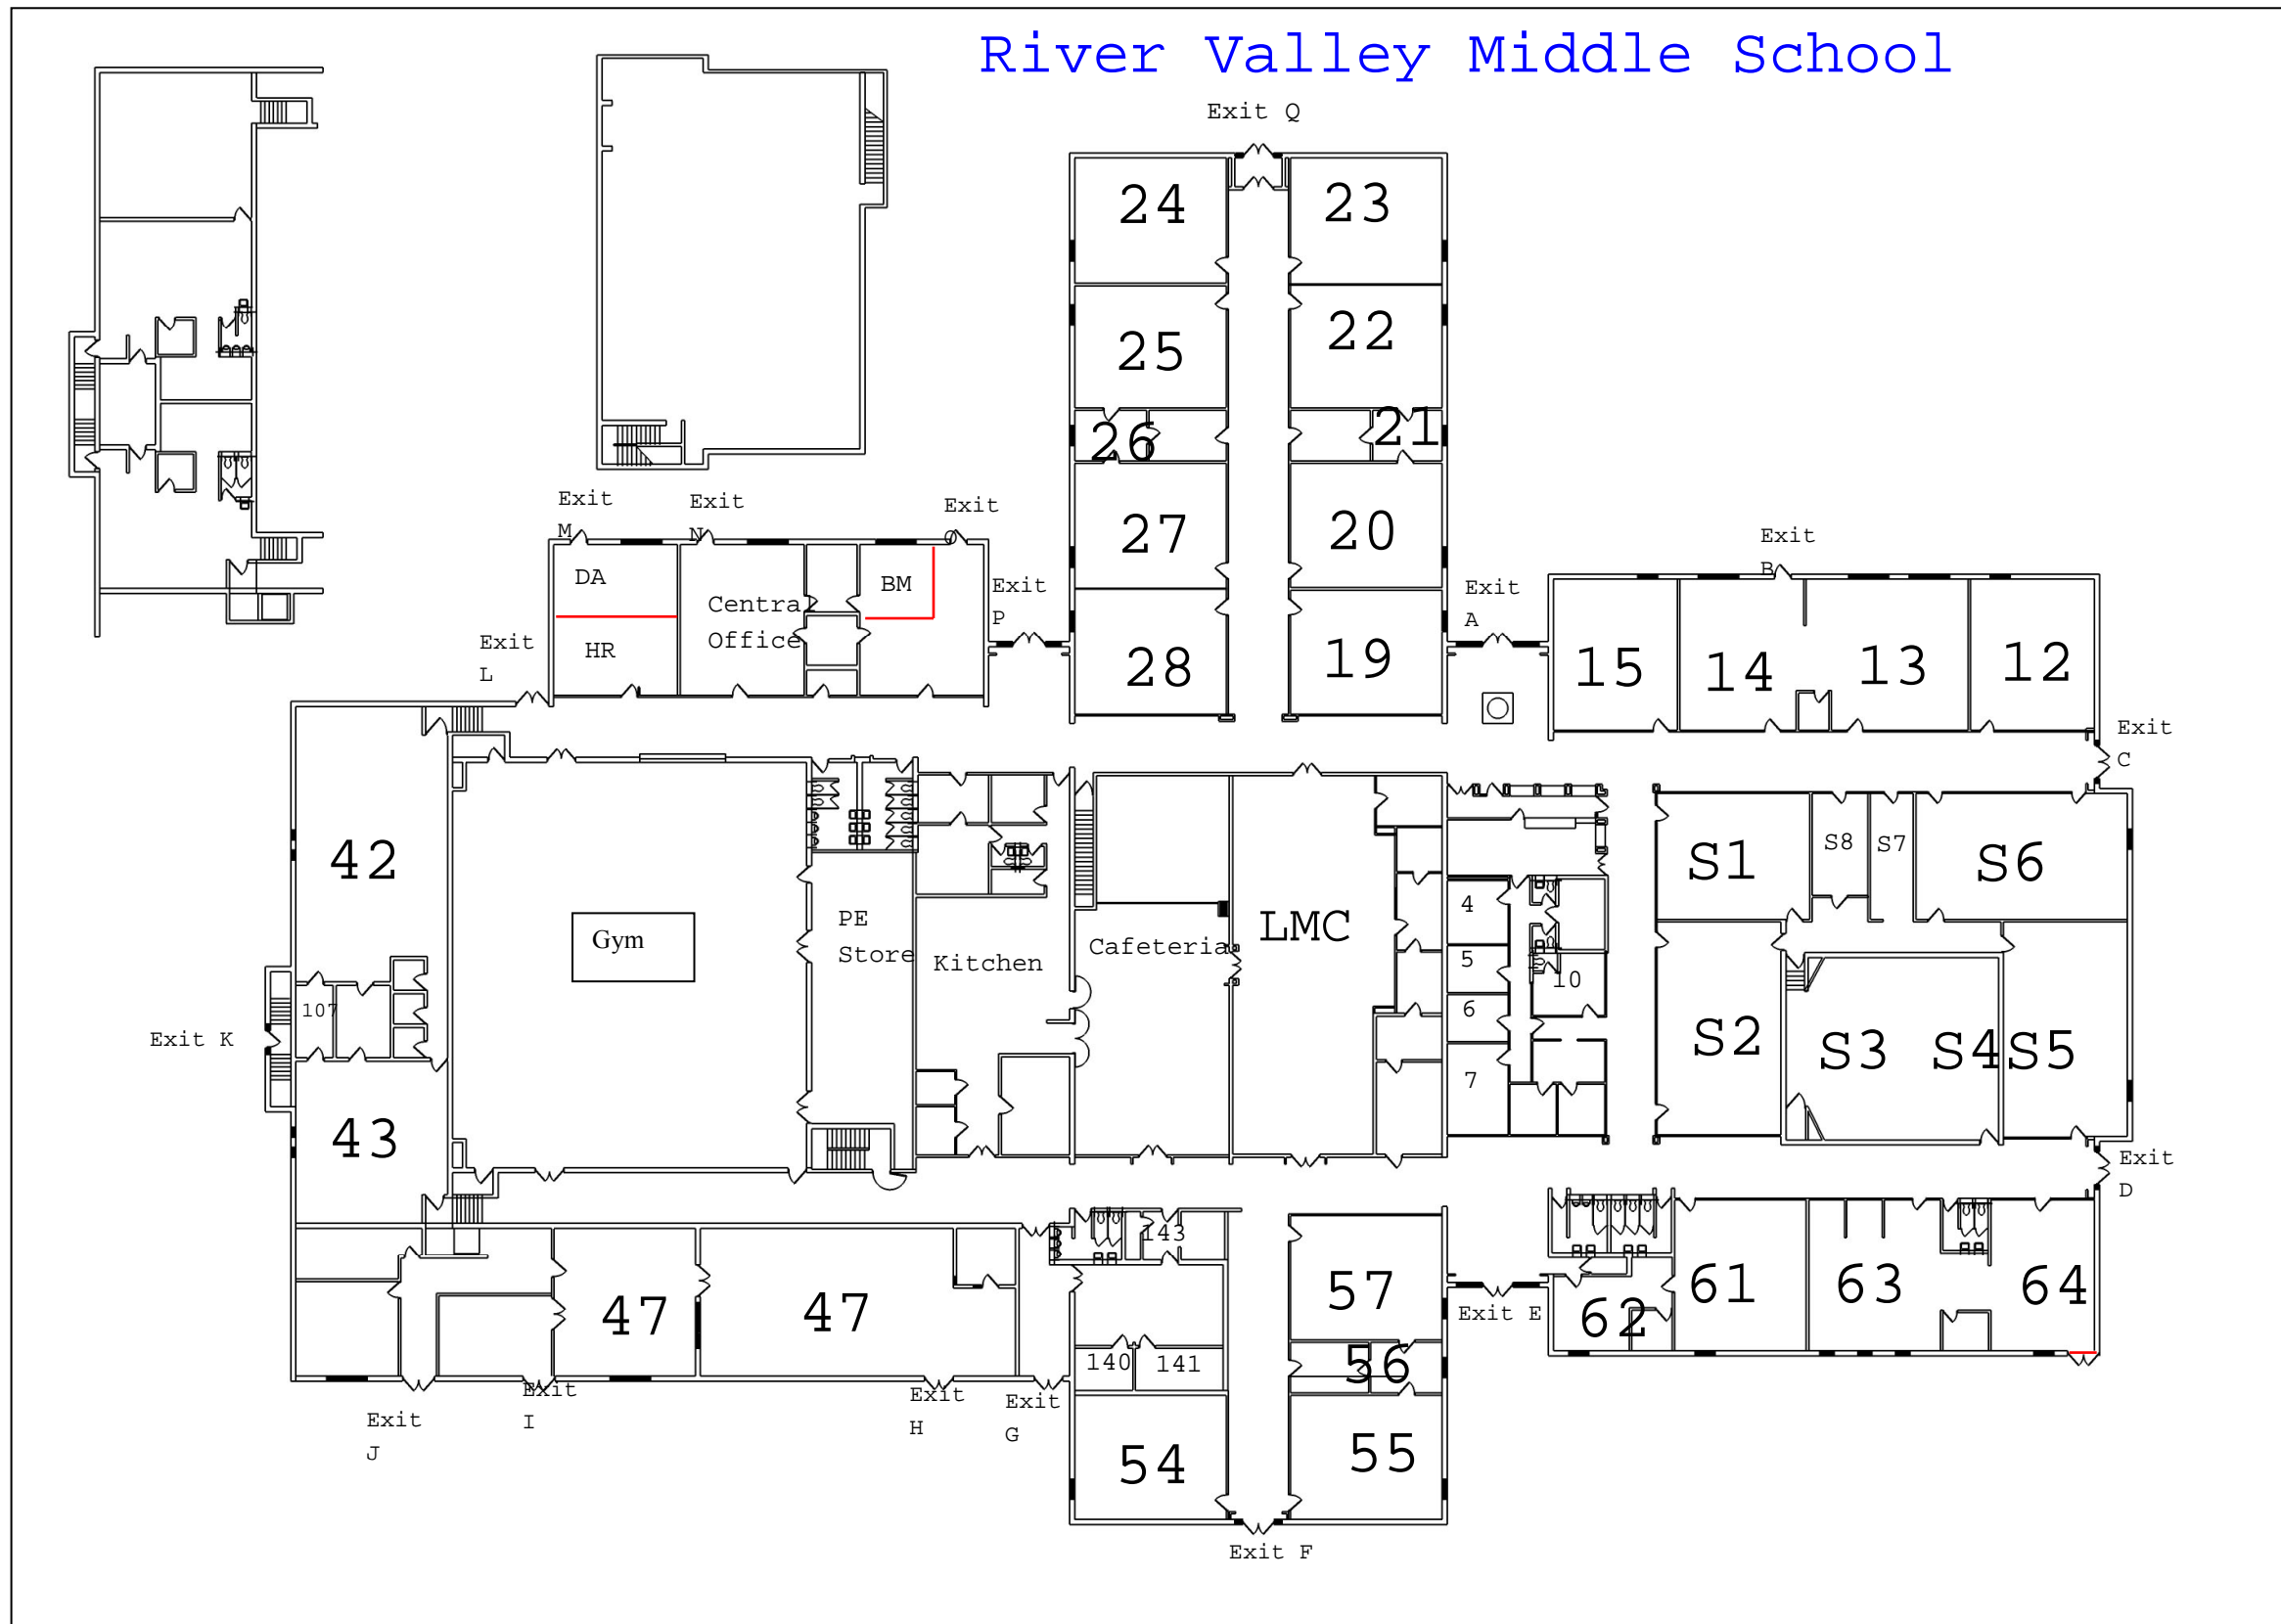 River Valley Middle School
Exit Q
24
23
25
22
26
21
27
20
28
19
Exit
M
Exit
N
Exit
O
DA
HR
Central
Office
BM
Exit
P
Exit
L
Exit
A
Exit
B
15
14
13
12
Exit
C
42
107
Exit K
43
Gym
PE
Store
Kitchen
Cafeteria
LMC
4
5
6
7
10
S1
S8
S7
S6
S2
S3
S4
S5
Exit
D
47
47
143
140
141
57
56
54
55
Exit E
62
61
63
64
Exit
J
Exit
I
Exit
H
Exit
G
Exit F